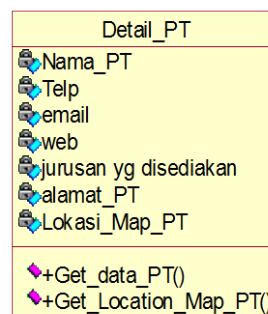 Detail_PT
Nama_PT
Telp
email
web
jurusan yg disediakan
alamat_PT
Lokasi_Map_PT
+Get_data_PT()
+Get_Location_Map_PT()